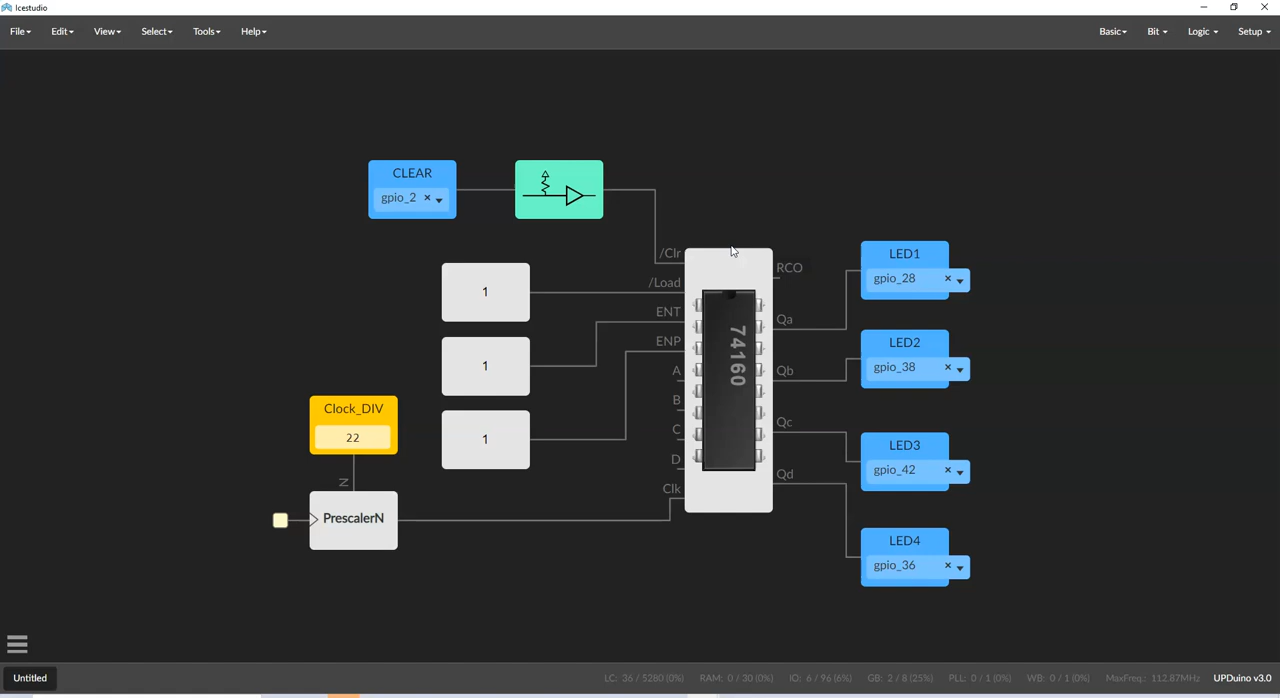 Icestudio
File Edit View Select Tools Help Basic Bit Logic Setup
CLEAR
gpio_2
/Clr
/Load
ENT
ENP
A
B
C
D
Clk
1
1
1
Clock_DIV
22
N
PrescalerN
74160
RCO
Qa
Qb
Qc
Qd
LED1
gpio_28
LED2
gpio_38
LED3
gpio_42
LED4
gpio_36
Untitled
LC: 36 / 5280 (0%) RAM: 0 / 30 (0%) IO: 6 / 96 (6%) GB: 2 / 8 (25%) PLL: 0 / 1 (0%) WB: 0 / 1 (0%) MaxFreq.: 112.87MHz UPDuino v3.0